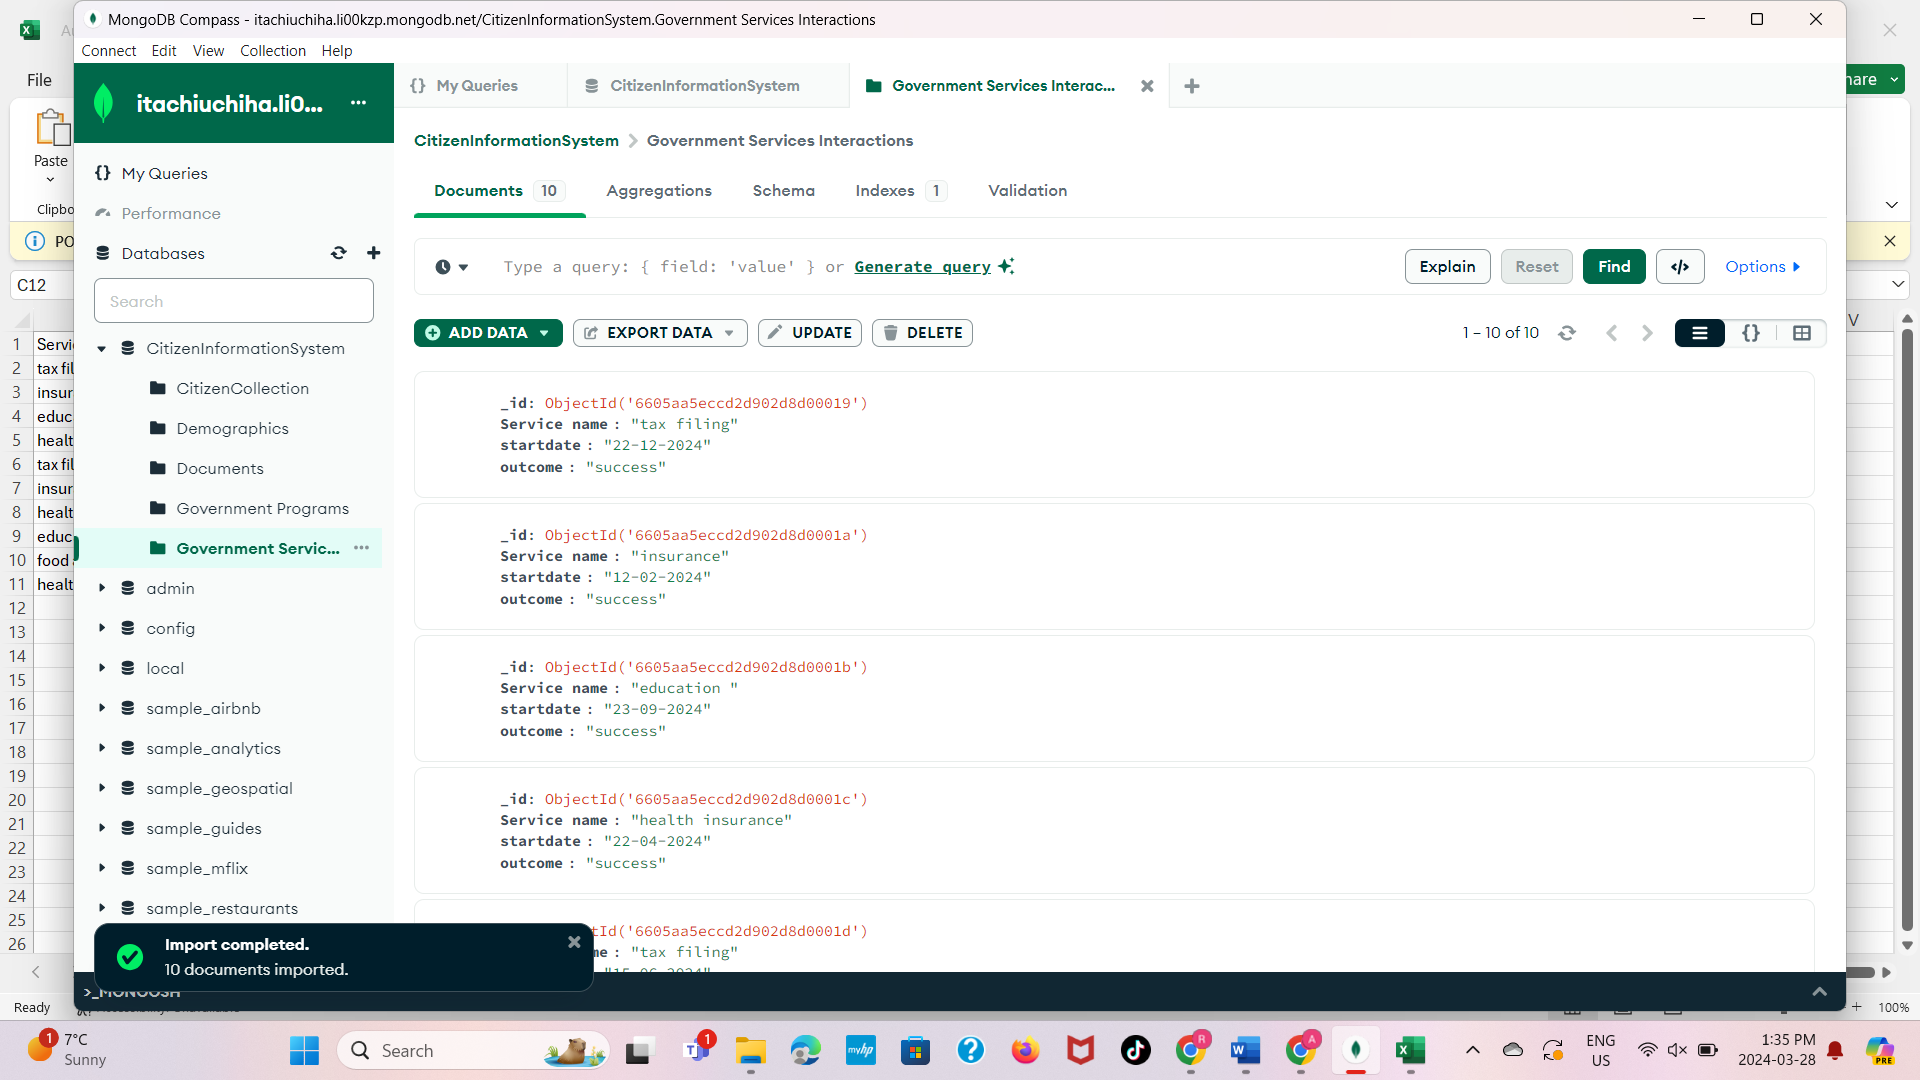 MongoDB Compass - itachiuchiha.li00kzp.mongodb.net/CitizenInformationSystem.Government Services Interactions
Connect Edit View Collection Help
File
Paste
PO
C12
itachiuchiha.li0...
My Queries
Performance
Databases
Search
CitizenInformationSystem
CitizenCollection
Demographics
Documents
Government Programs
Government Servic...
admin
config
local
sample_airbnb
sample_analytics
sample_geospatial
sample_guides
sample_mflix
sample_restaurants
{} My Queries
CitizenInformationSystem
Government Services Interac...
CitizenInformationSystem > Government Services Interactions
Documents 10 Aggregations Schema Indexes 1 Validation
Type a query: { field: 'value' } or Generate query
Explain Reset Find </> Options
ADD DATA EXPORT DATA UPDATE DELETE
1 – 10 of 10
_id: ObjectId('6605aa5eccd2d902d8d00019')
Service name : "tax filing"
startdate : "22-12-2024"
outcome : "success"
_id: ObjectId('6605aa5eccd2d902d8d0001a')
Service name : "insurance"
startdate : "12-02-2024"
outcome : "success"
_id: ObjectId('6605aa5eccd2d902d8d0001b')
Service name : "education "
startdate : "23-09-2024"
outcome : "success"
_id: ObjectId('6605aa5eccd2d902d8d0001c')
Service name : "health insurance"
startdate : "22-04-2024"
outcome : "success"
tId('6605aa5eccd2d902d8d0001d')
me : "tax filing"
"15-06-2024"
Import completed.
10 documents imported.
>_MONGOSH
V
1 Servi
2 tax fil
3 insur
4 educ
5 healt
6 tax fil
7 insur
8 healt
9 educ
10 food
11 healt
12
13
14
15
16
17
18
19
20
21
22
23
24
25
26
Ready
100%
7°C
Sunny
Search
ENG
US
1:35 PM
2024-03-28